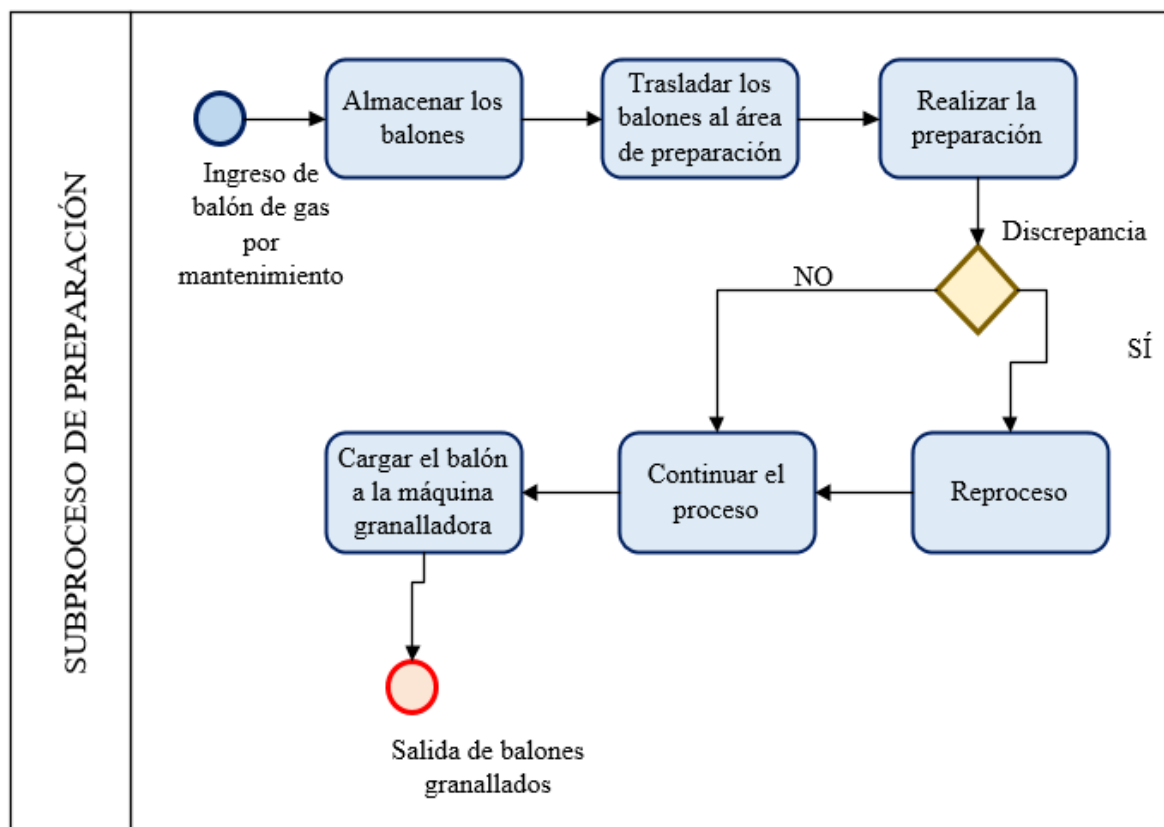 SUBPROCESO DE PREPARACIÓN
Ingreso de
balón de gas
por
mantenimiento
Almacenar los
balones
Trasladar los
balones al área
de preparación
Realizar la
preparación
Discrepancia
NO
SÍ
Reproceso
Continuar el
proceso
Cargar el balón
a la máquina
granalladora
Salida de balones
granallados